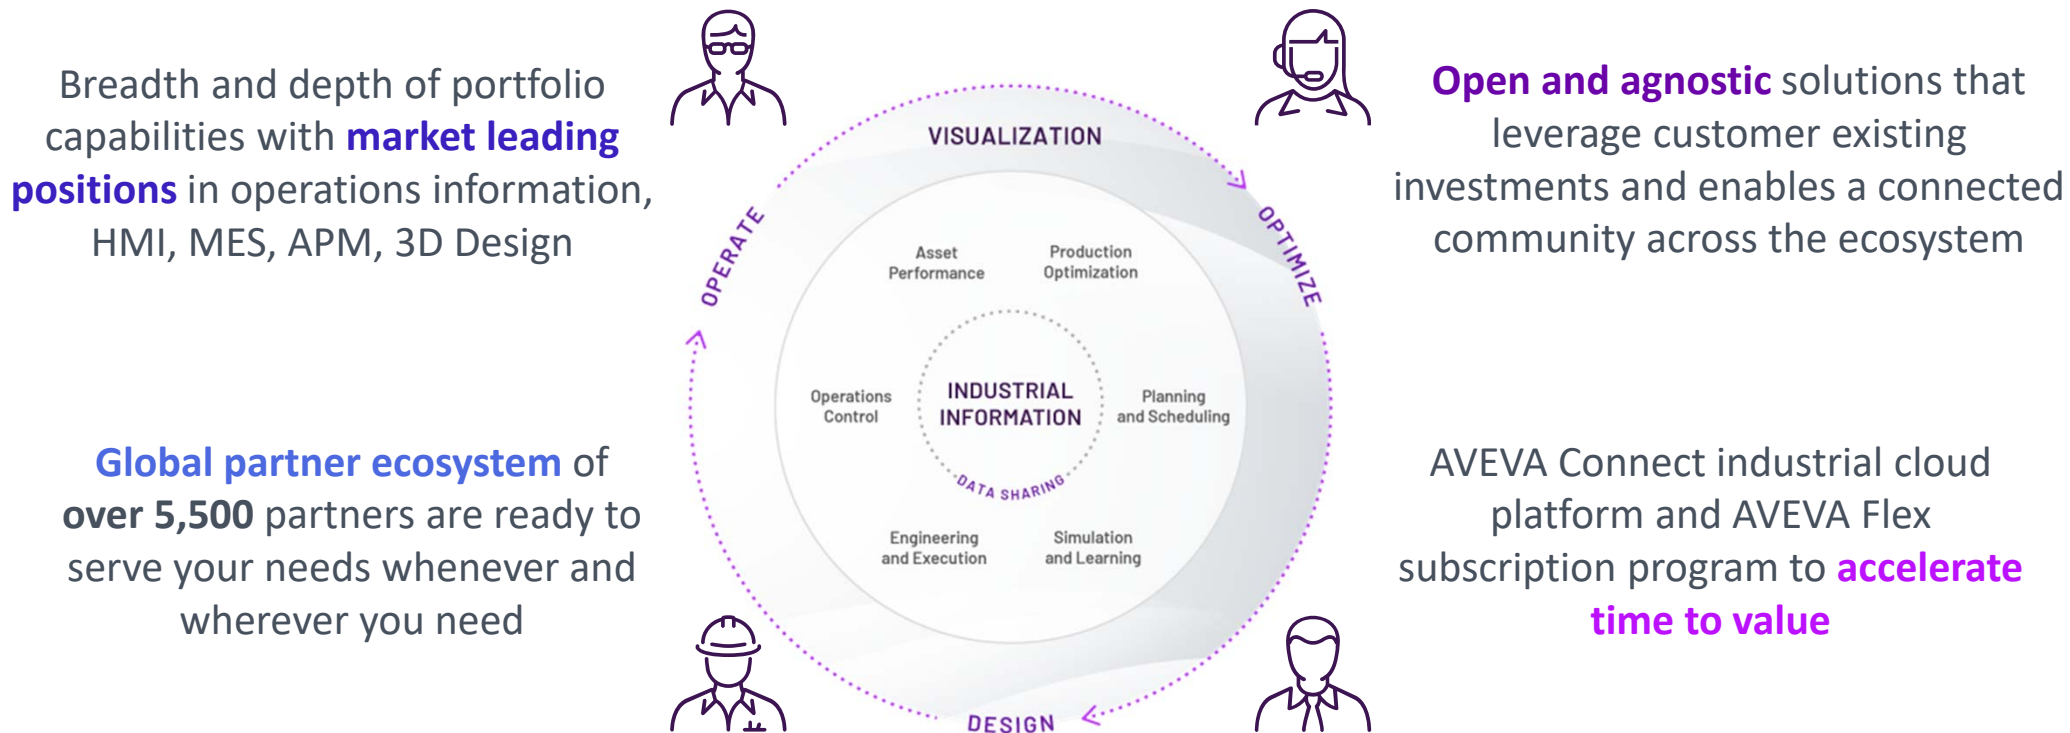 Breadth and depth of portfolio
capabilities with market leading
positions in operations information,
HMI, MES, APM, 3D Design
Global partner ecosystem of
over 5,500 partners are ready to
serve your needs whenever and
wherever you need
VISUALIZATION
OPERATE
OPTIMIZE
Asset
Performance
Production
Optimization
Operations
Control
INDUSTRIAL
INFORMATION
Planning
and Scheduling
DATA SHARING
Engineering
and Execution
Simulation
and Learning
DESIGN
Open and agnostic solutions that
leverage customer existing
investments and enables a connected
community across the ecosystem
AVEVA Connect industrial cloud
platform and AVEVA Flex
subscription program to accelerate
time to value